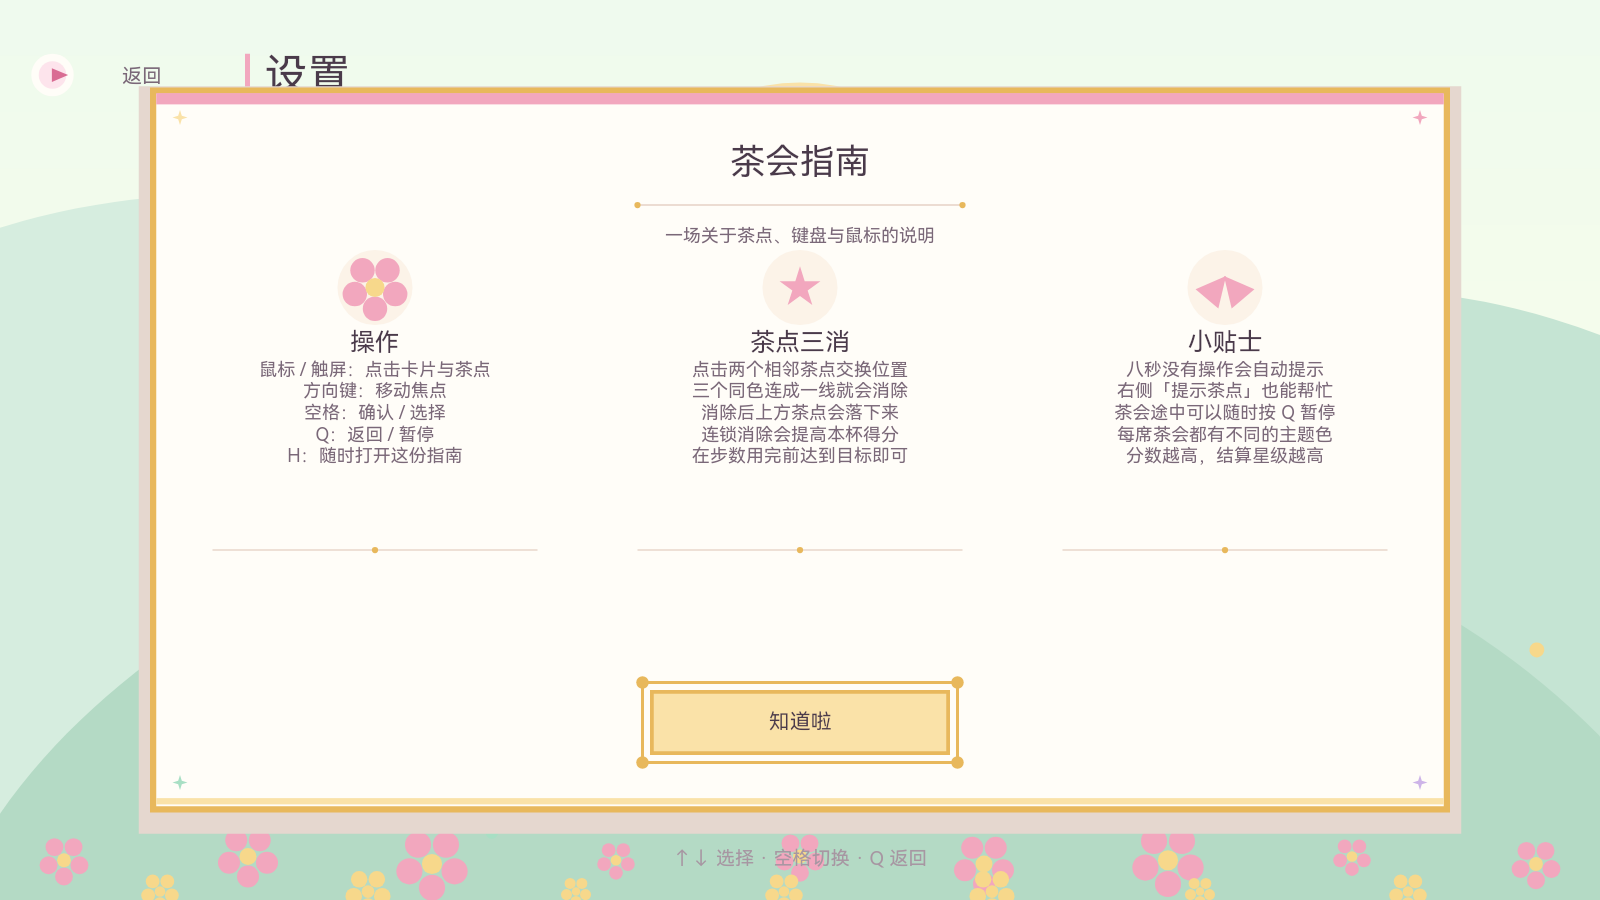 返回
设置
茶会指南
一场关于茶点、键盘与鼠标的说明
操作
鼠标 / 触屏：点击卡片与茶点
方向键：移动焦点
空格：确认 / 选择
Q：返回 / 暂停
H：随时打开这份指南
茶点三消
点击两个相邻茶点交换位置
三个同色连成一线就会消除
消除后上方茶点会落下来
连锁消除会提高本杯得分
在步数用完前达到目标即可
小贴士
八秒没有操作会自动提示
右侧「提示茶点」也能帮忙
茶会途中可以随时按 Q 暂停
每席茶会都有不同的主题色
分数越高，结算星级越高
知道啦
↑↓ 选择 · 空格切换 · Q 返回